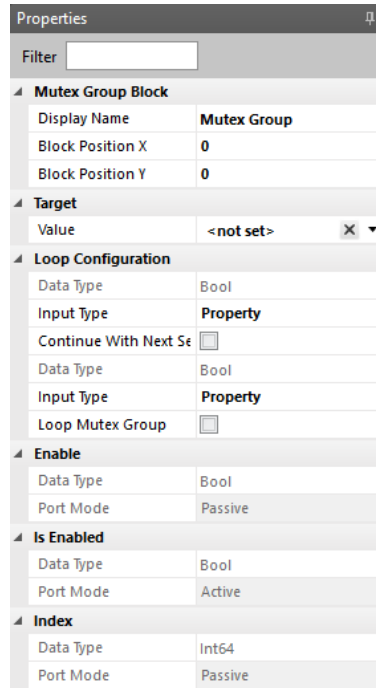 Properties
Filter
Mutex Group Block
Display Name Mutex Group
Block Position X 0
Block Position Y 0
Target
Value <not set>
Loop Configuration
Data Type Bool
Input Type Property
Continue With Next Se
Data Type Bool
Input Type Property
Loop Mutex Group
Enable
Data Type Bool
Port Mode Passive
Is Enabled
Data Type Bool
Port Mode Active
Index
Data Type Int64
Port Mode Passive